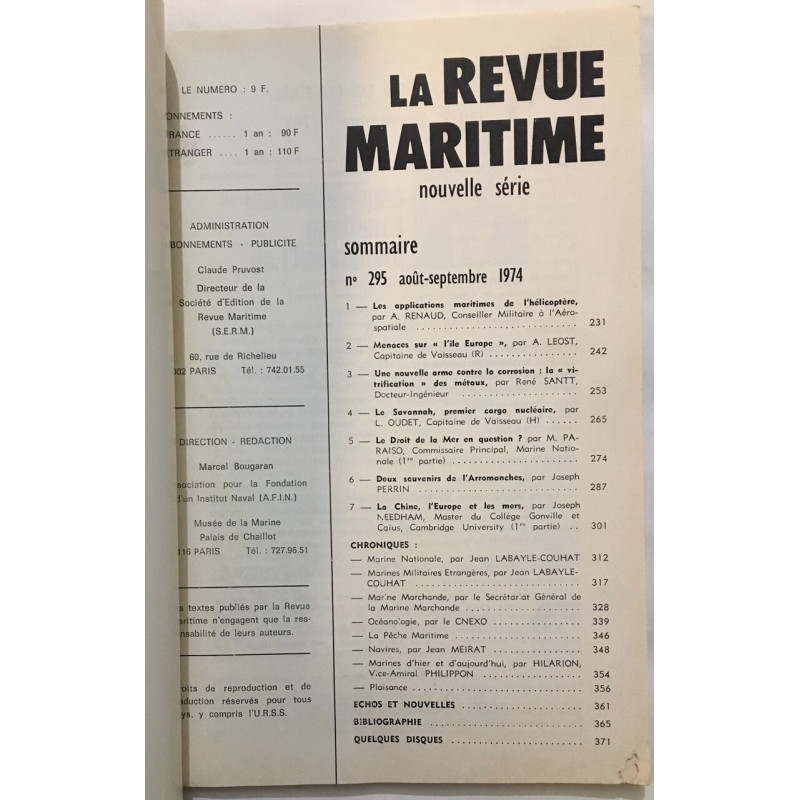 LE NUMERO : 9 F.
ONNEMENTS :
RANCE ...... 1 an : 90 F
TRANGER .... 1 an : 110 F
ADMINISTRATION
BONNEMENTS - PUBLICITE
Claude Pruvost
Directeur de la
Société d'Edition de la
Revue Maritime
(S.E.R.M.)
60, rue de Richelieu
002 PARIS Tél. : 742.01.55
DIRECTION - REDACTION
Marcel Bougaran
sociation pour la Fondation
d'un Institut Naval (A.F.I.N.)
Musée de la Marine
Palais de Chaillot
116 PARIS Tél. : 727.96.51
s textes publiés par la Revue
aritime n'engagent que la res-
nsabilité de leurs auteurs.
oits de reproduction et de
duction réservés pour tous
ys, y compris l'U.R.S.S.
LA REVUE
MARITIME
nouvelle série
sommaire
n° 295 août-septembre 1974
1 — Les applications maritimes de l'hélicoptère,
par A. RENAUD, Conseiller Militaire à l'Aéro-
spatiale ............................. 231
2 — Menaces sur « l'île Europe », par A. LEOST,
Capitaine de Vaisseau (R) ................ 242
3 — Une nouvelle arme contre la corrosion : la « vi-
trification » des métaux, par René SANTT,
Docteur-Ingénieur ..................... 253
4 — Le Savannah, premier cargo nucléaire, par
L. OUDET, Capitaine de Vaisseau (H) ...... 265
5 — Le Droit de la Mer en question ? par M. PA-
RAISO, Commissaire Principal, Marine Natio-
nale (1re partie) ....................... 274
6 — Deux souvenirs de l'Arromanches, par Joseph
PERRIN ............................... 287
7 — La Chine, l'Europe et les mers, par Joseph
NEEDHAM, Master du Collège Gonville et
Caius, Cambridge University (1re partie) .. 301
CHRONIQUES :
— Marine Nationale, par Jean LABAYLE-COUHAT 312
— Marines Militaires Etrangères, par Jean LABAYLE-
COUHAT ............................... 317
— Marine Marchande, par le Secrétariat Général de
la Marine Marchande ..................... 328
— Océanologie, par le CNEXO ................ 339
— La Pêche Maritime ....................... 346
— Navires, par Jean MEIRAT ................. 348
— Marines d'hier et d'aujourd'hui, par HILARION,
Vice-Amiral PHILIPPON ................... 354
— Plaisance ............................... 356
ECHOS ET NOUVELLES ....................... 361
BIBLIOGRAPHIE ............................. 365
QUELQUES DISQUES ......................... 371